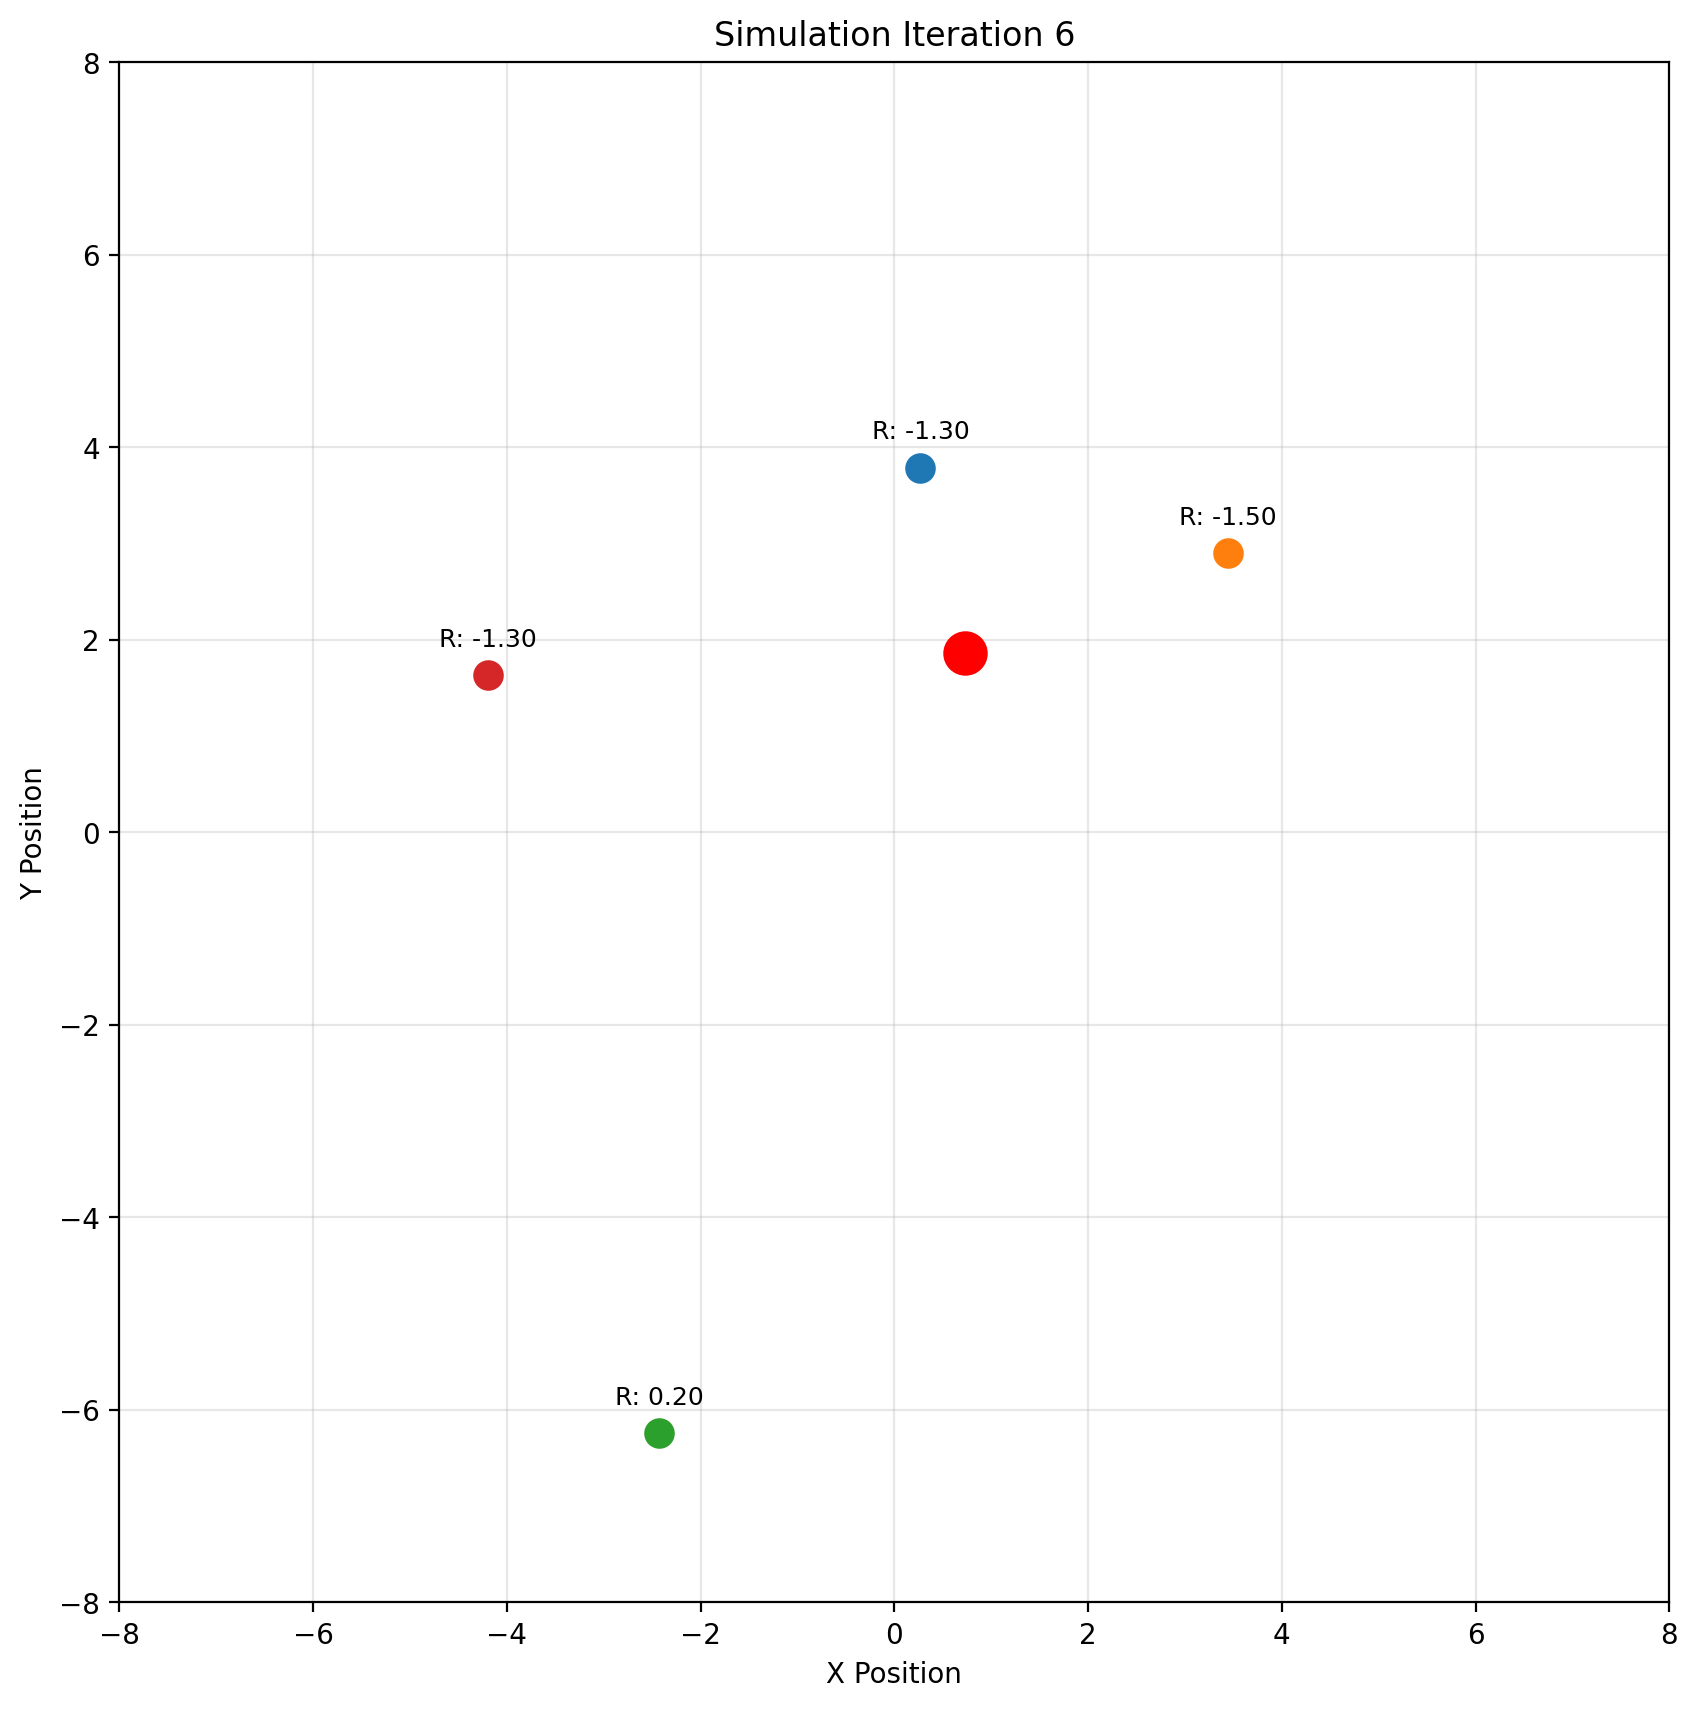 Simulation Iteration 6
8
6
4
2
0
−2
−4
−6
−8
Y Position
R: -1.30
R: -1.50
R: -1.30
R: 0.20
−8 −6 −4 −2 0 2 4 6 8
X Position